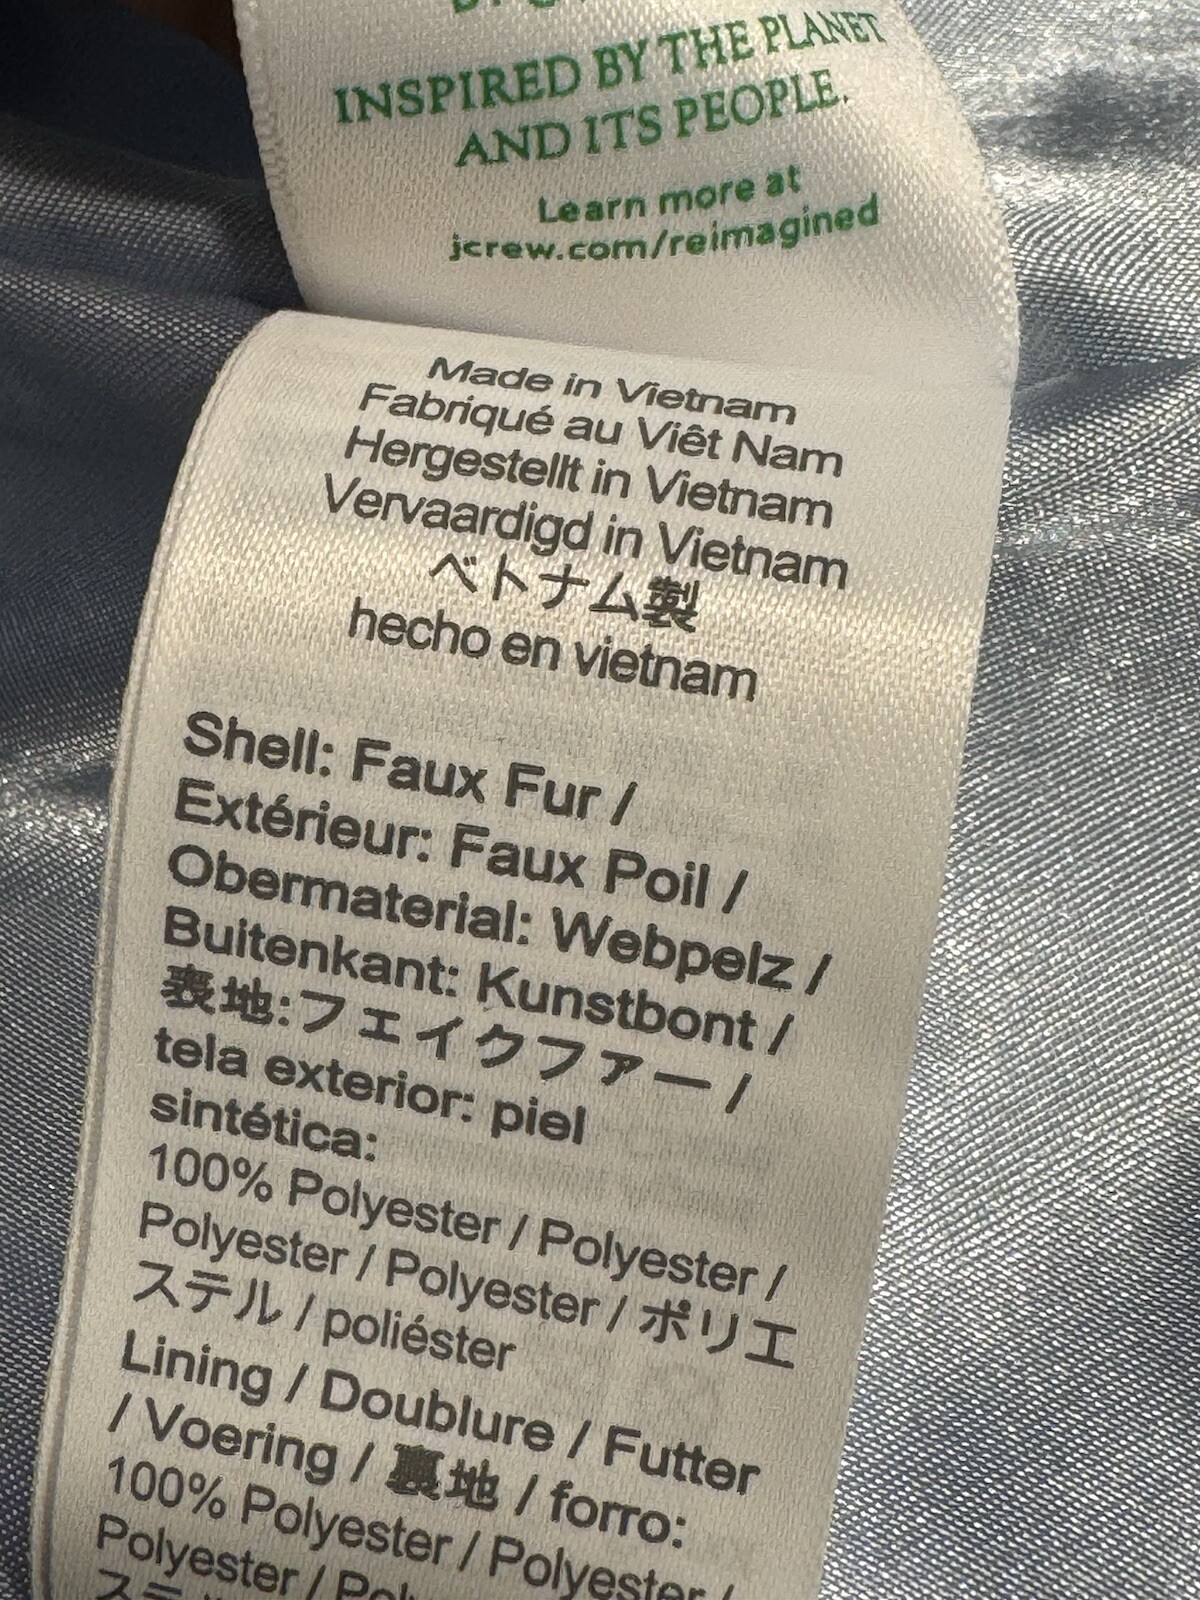 INSPIRED BY THE PLANET
AND ITS PEOPLE.
Learn more at
jcrew.com/reimagined
Made in Vietnam
Fabriqué au Viêt Nam
Hergestellt in Vietnam
Vervaardigd in Vietnam
ベトナム製
hecho en vietnam
Shell: Faux Fur /
Extérieur: Faux Poil /
Obermaterial: Webpelz /
Buitenkant: Kunstbont /
表地:フェイクファー /
tela exterior: piel
sintética:
100% Polyester / Polyester /
Polyester / Polyester / ポリエ
ステル / poliéster
Lining / Doublure / Futter
/ Voering / 裏地 / forro:
100% Polyester / Polyester /
Polyester /